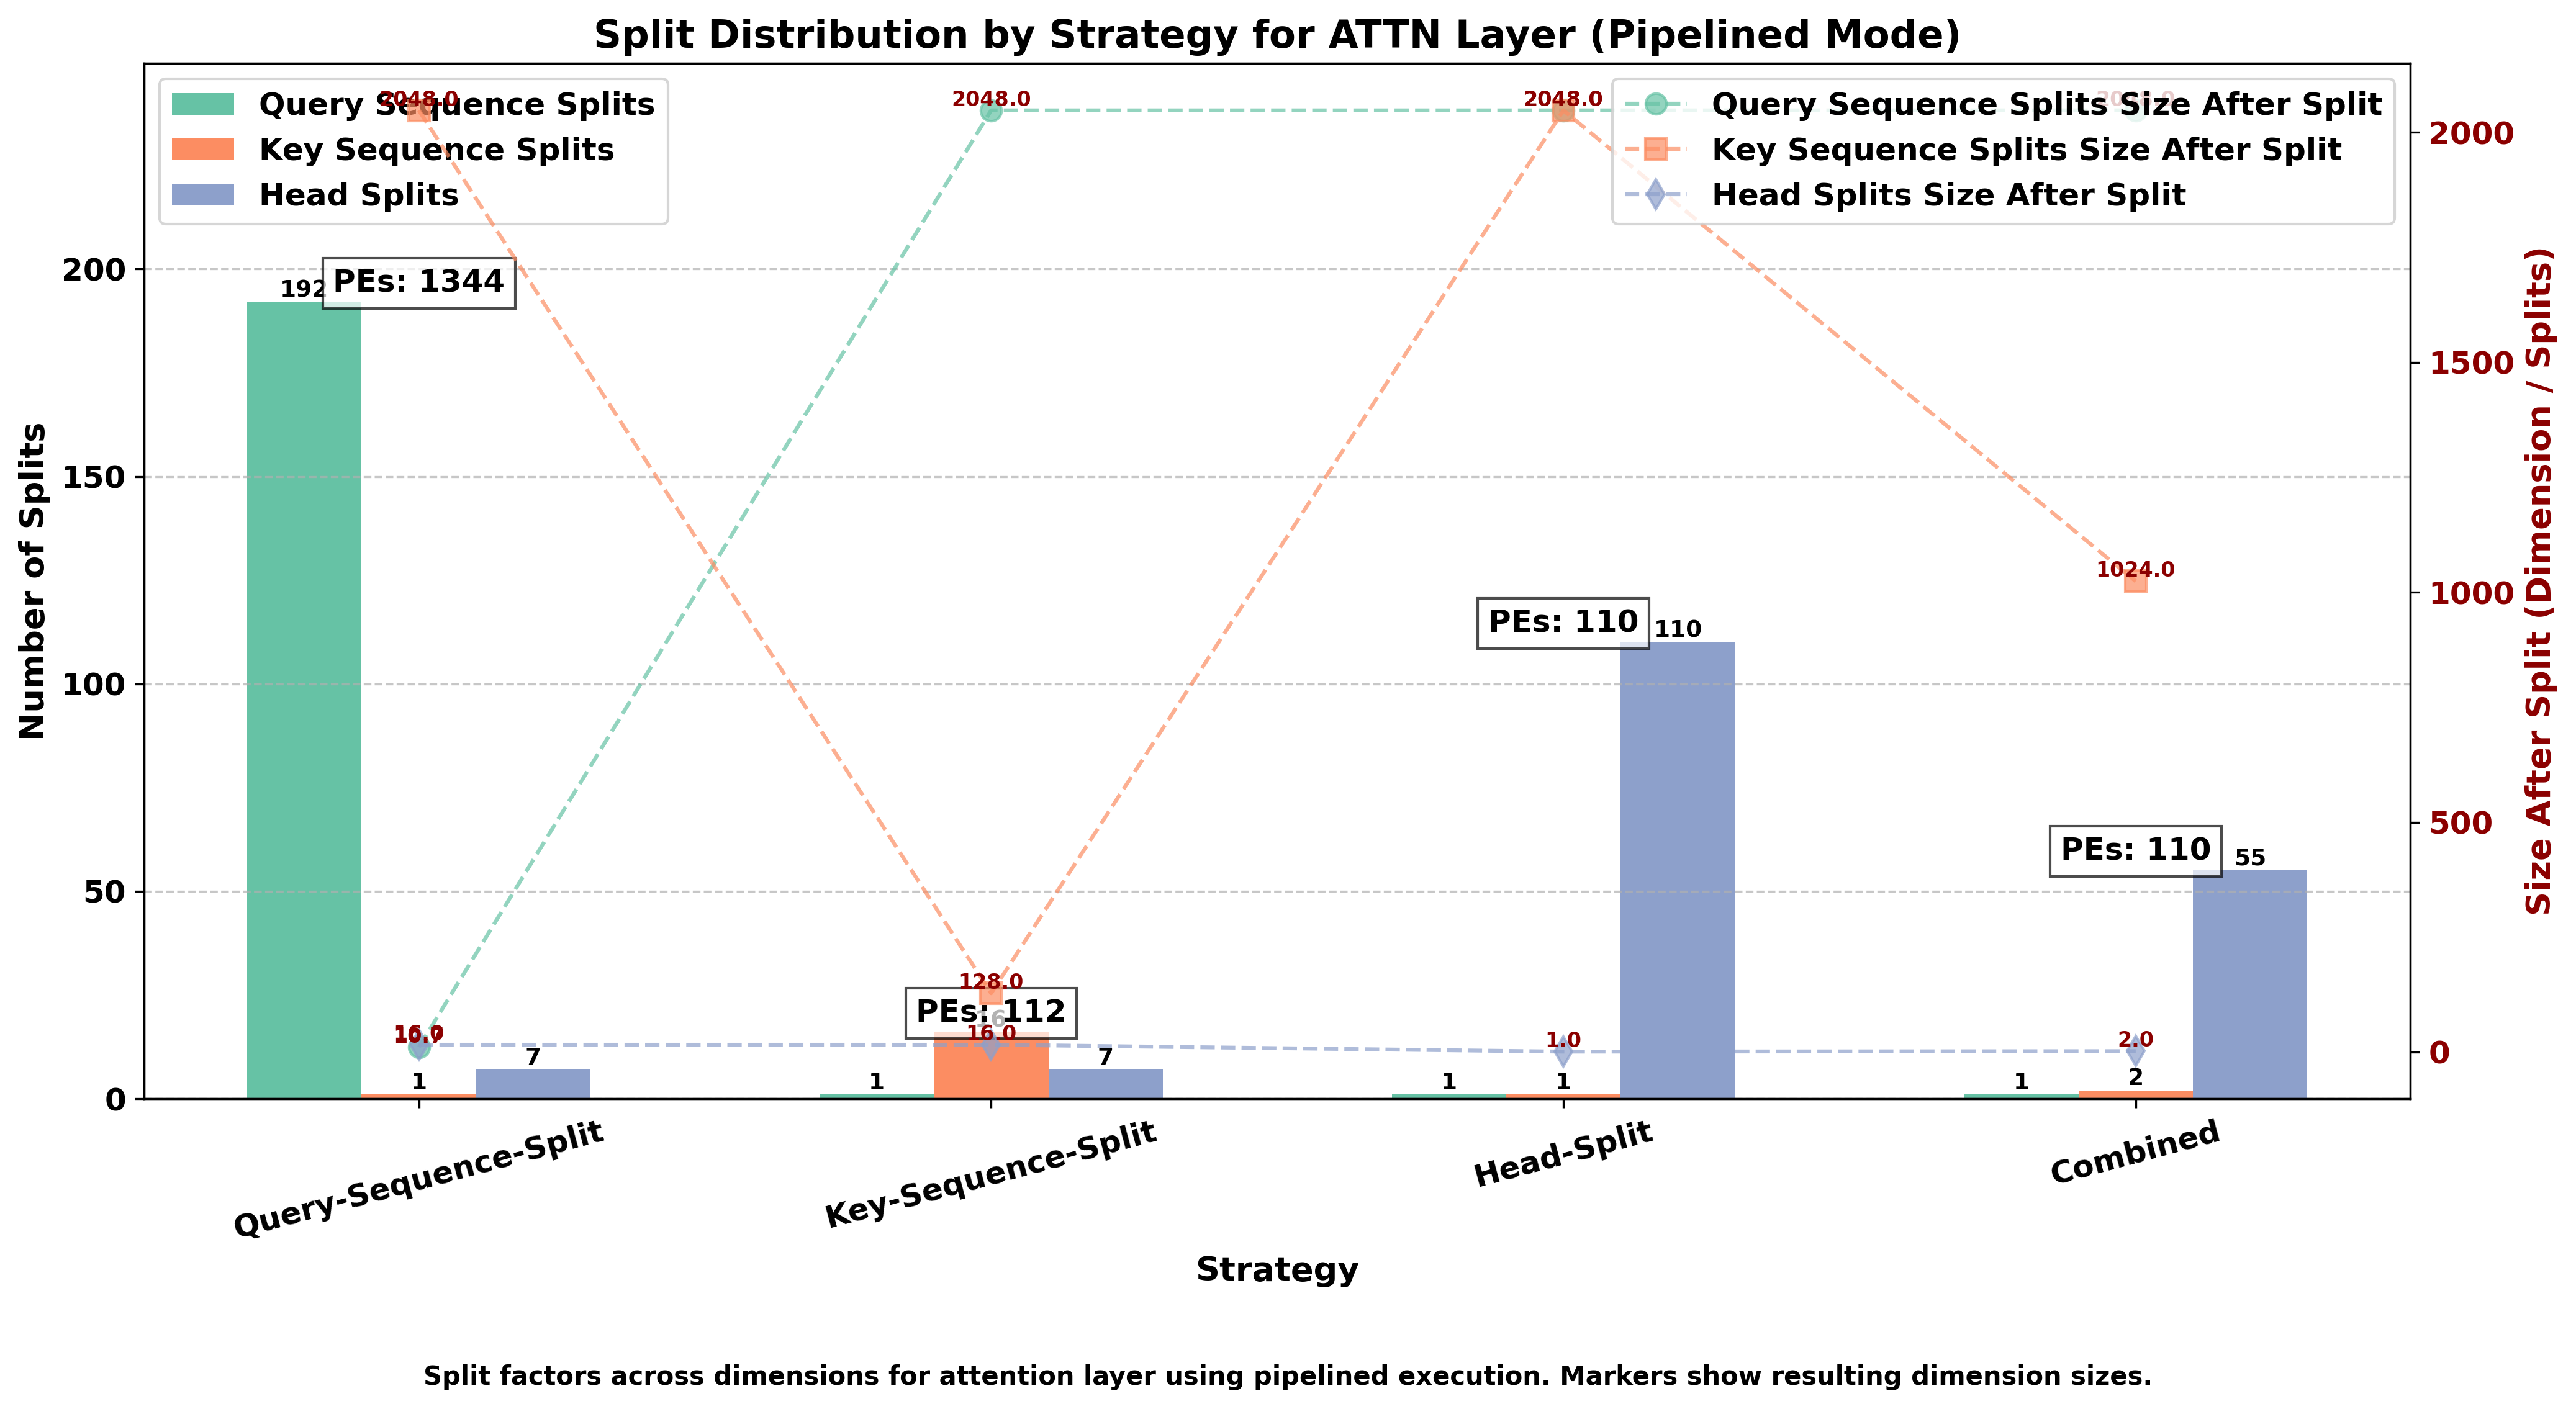 Split Distribution by Strategy for ATTN Layer (Pipelined Mode)
Query Sequence Splits
Key Sequence Splits
Head Splits
Query Sequence Splits Size After Split
Key Sequence Splits Size After Split
Head Splits Size After Split
2048.0
2048.0
2048.0
2048.0
Number of Splits
200
150
100
50
0
Size After Split (Dimension / Splits)
2000
1500
1000
500
0
192
PEs: 1344
1024.0
PEs: 110
110
PEs: 110
55
128.0
PEs: 112
16
16.0
16.0
1.0
2.0
1
7
1
7
1
1
1
2
Query-Sequence-Split
Key-Sequence-Split
Head-Split
Combined
Strategy
Split factors across dimensions for attention layer using pipelined execution. Markers show resulting dimension sizes.